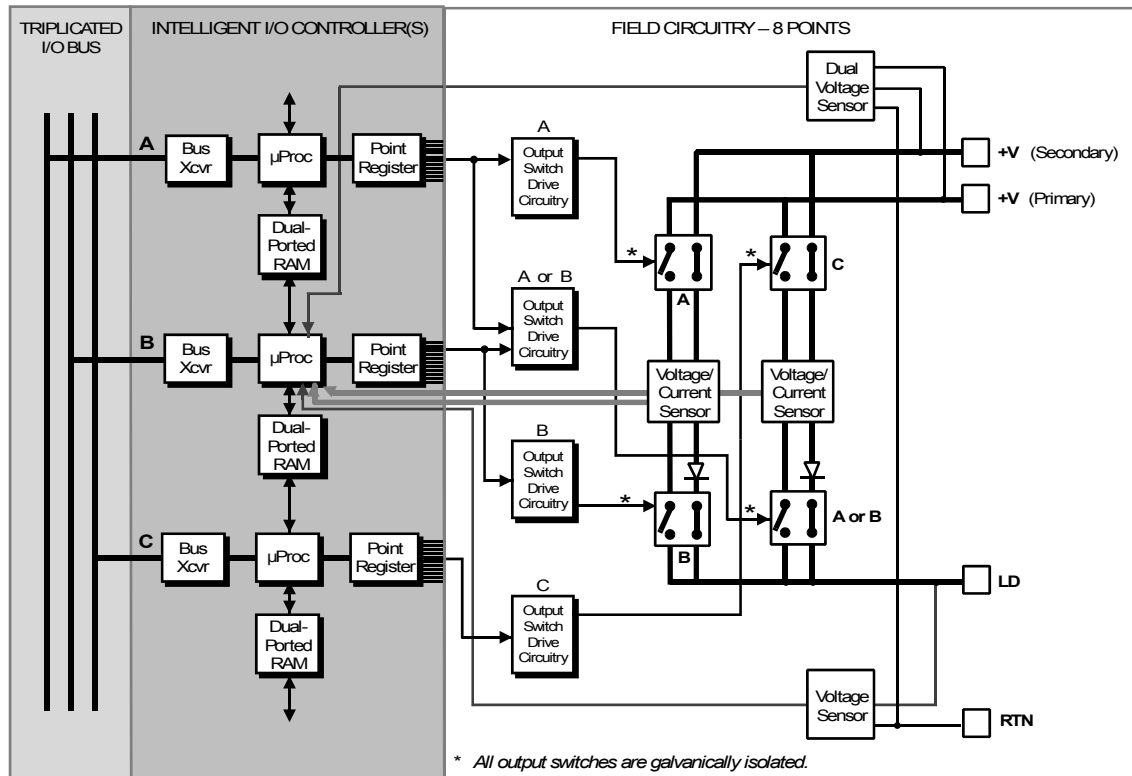 TRIPLICATED
I/O BUS
INTELLIGENT I/O CONTROLLER(S)
FIELD CIRCUITRY – 8 POINTS
Dual
Voltage
Sensor
A
Bus
Xcvr
µProc
Point
Register
A
Output
Switch
Drive
Circuitry
+V (Secondary)
+V (Primary)
Dual-
Ported
RAM
*
A
*
C
A or B
Output
Switch
Drive
Circuitry
B
Bus
Xcvr
µProc
Point
Register
Voltage/
Current
Sensor
Voltage/
Current
Sensor
Dual-
Ported
RAM
B
Output
Switch
Drive
Circuitry
*
B
*
A or B
C
Bus
Xcvr
µProc
Point
Register
LD
C
Output
Switch
Drive
Circuitry
Dual-
Ported
RAM
Voltage
Sensor
RTN
* All output switches are galvanically isolated.